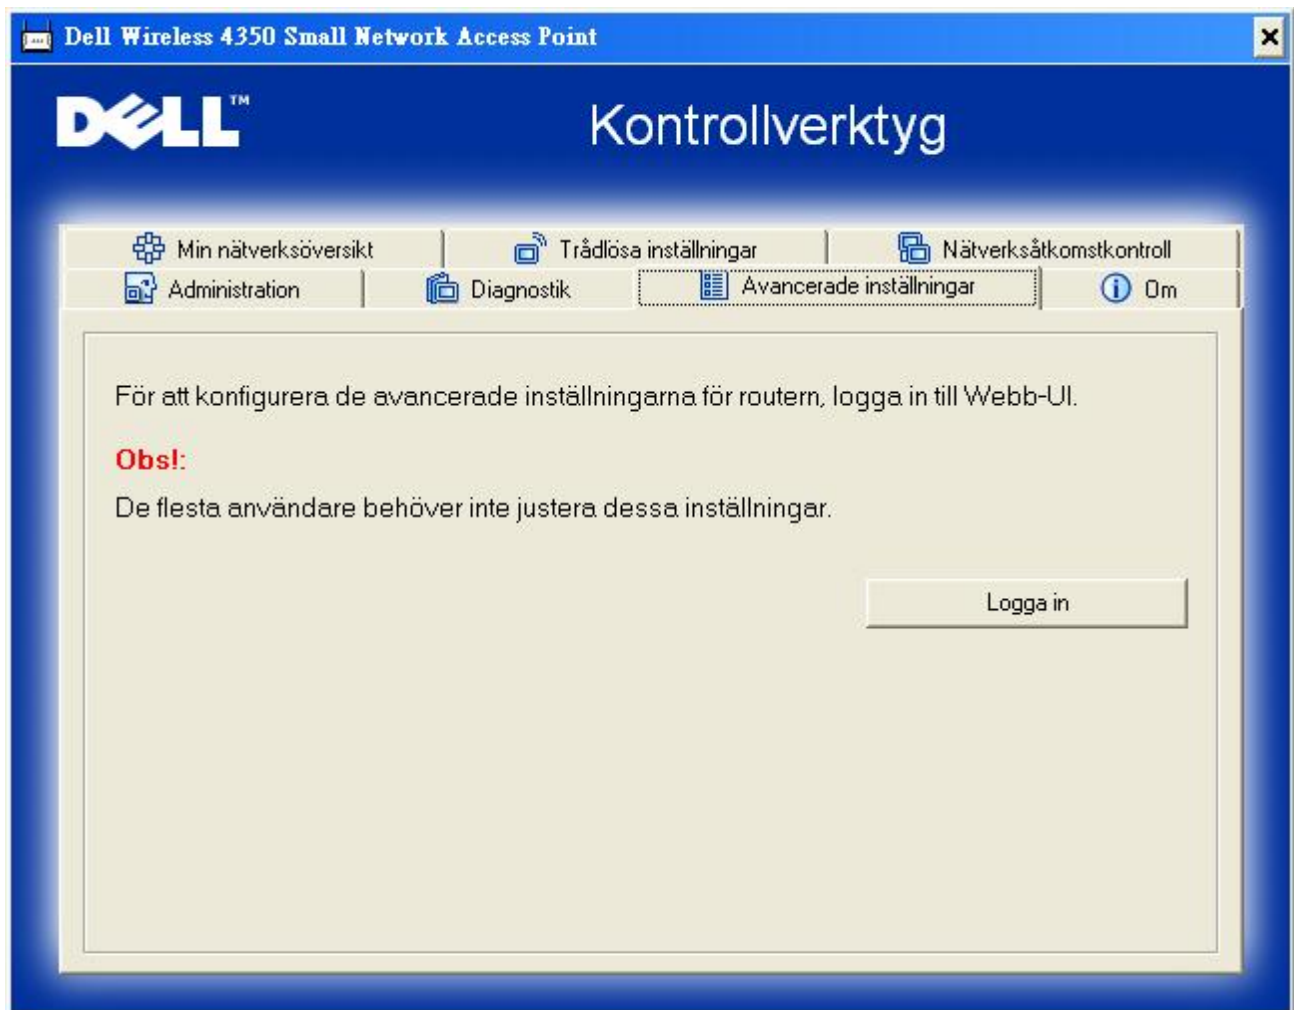 Dell Wireless 4350 Small Network Access Point
DELL™
Kontrollverktyg
Min nätverksöversikt
Trådlösa inställningar
Nätverksåtkomstkontroll
Administration
Diagnostik
Avancerade inställningar
Om
För att konfigurera de avancerade inställningarna för routern, logga in till Webb-UI.
Obs!:
De flesta användare behöver inte justera dessa inställningar.
Logga in